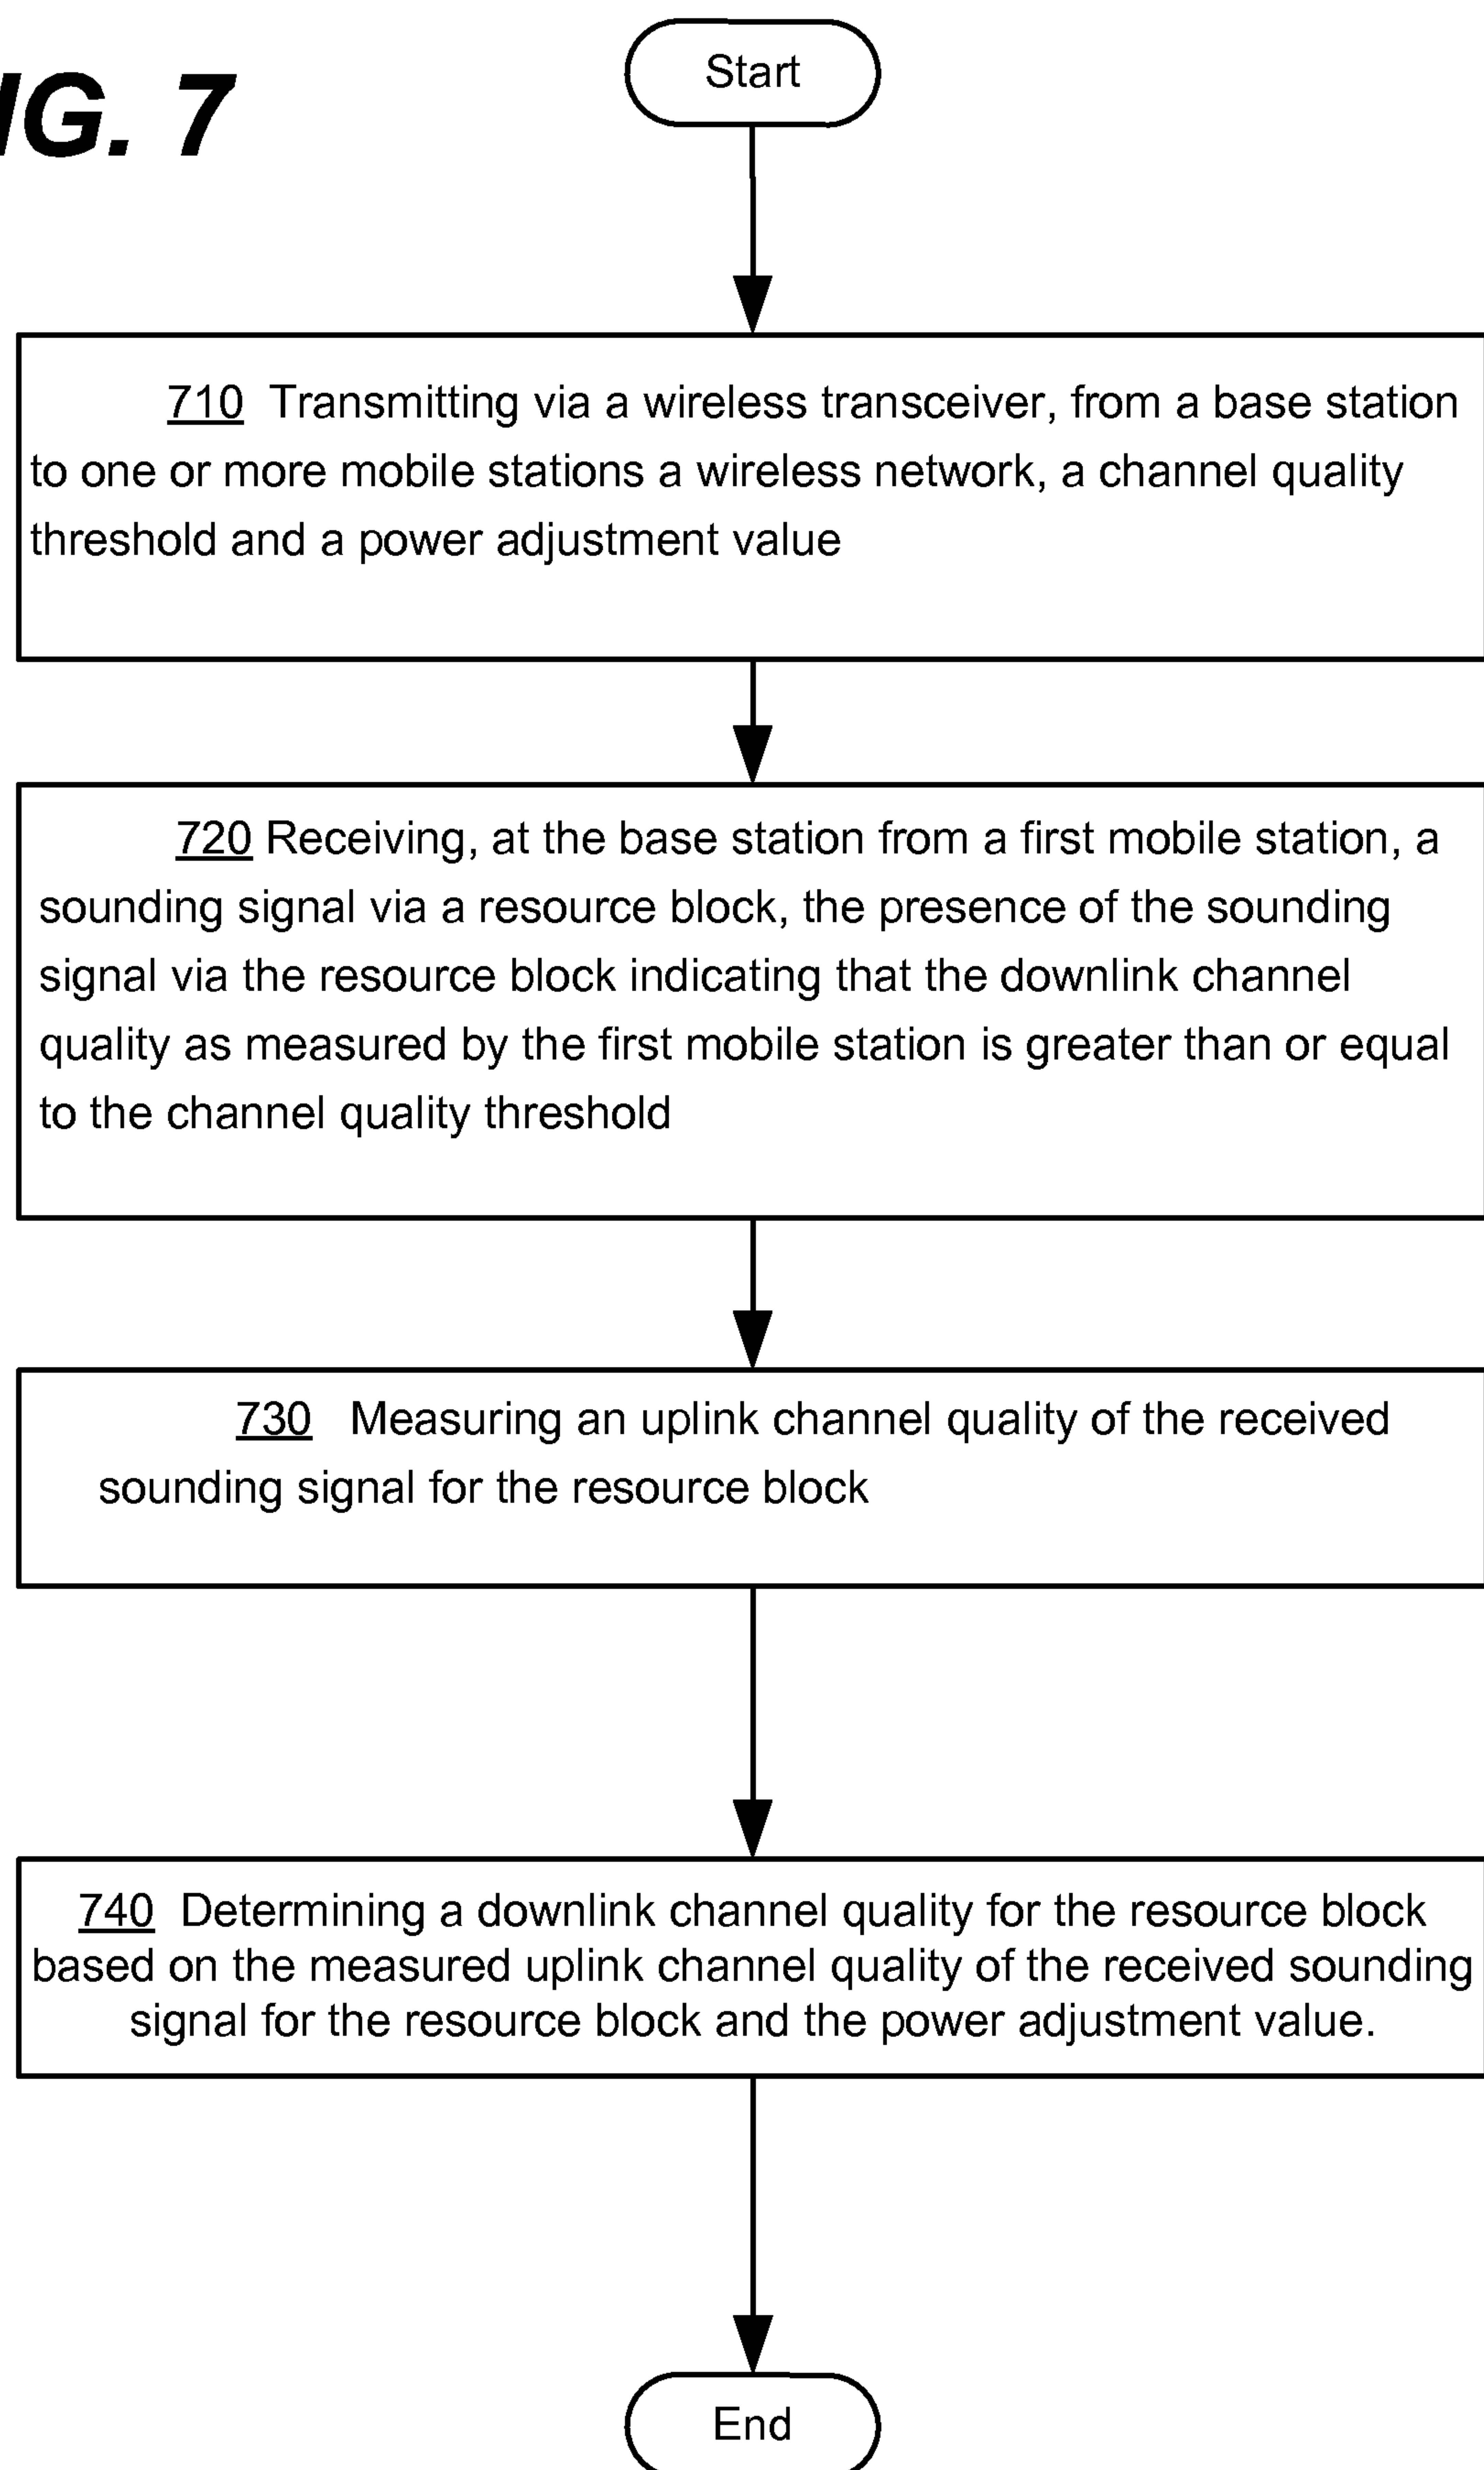 IG. 7
Start
710 Transmitting via a wireless transceiver, from a base station
to one or more mobile stations a wireless network, a channel quality
threshold and a power adjustment value
720 Receiving, at the base station from a first mobile station, a
sounding signal via a resource block, the presence of the sounding
signal via the resource block indicating that the downlink channel
quality as measured by the first mobile station is greater than or equal
to the channel quality threshold
730 Measuring an uplink channel quality of the received
sounding signal for the resource block
740 Determining a downlink channel quality for the resource block
based on the measured uplink channel quality of the received sounding
signal for the resource block and the power adjustment value.
End